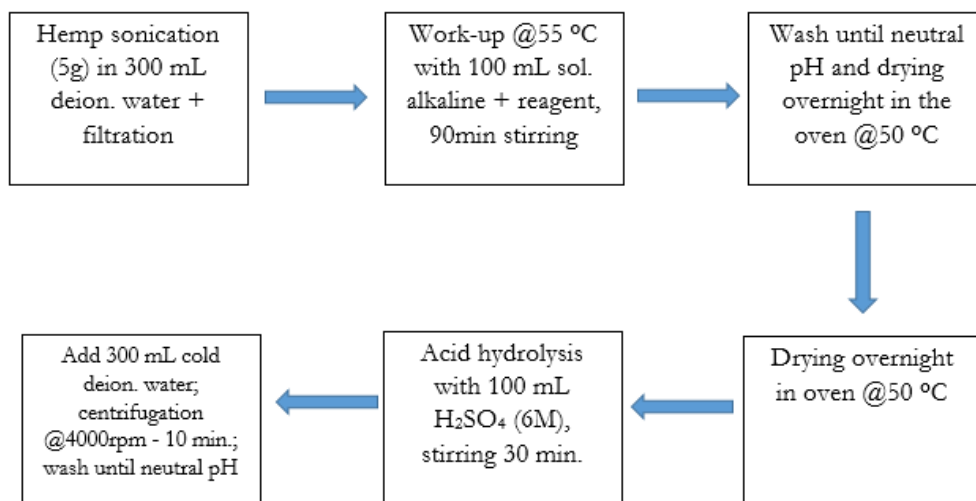 Hemp sonication
(5g) in 300 mL
deion. water +
filtration
Work-up @55 ºC
with 100 mL sol.
alkaline + reagent,
90min stirring
Wash until neutral
pH and drying
overnight in the
oven @50 ºC
Drying overnight
in oven @50 ºC
Acid hydrolysis
with 100 mL
H₂SO₄ (6M),
stirring 30 min.
Add 300 mL cold
deion. water;
centrifugation
@4000rpm - 10 min.;
wash until neutral pH